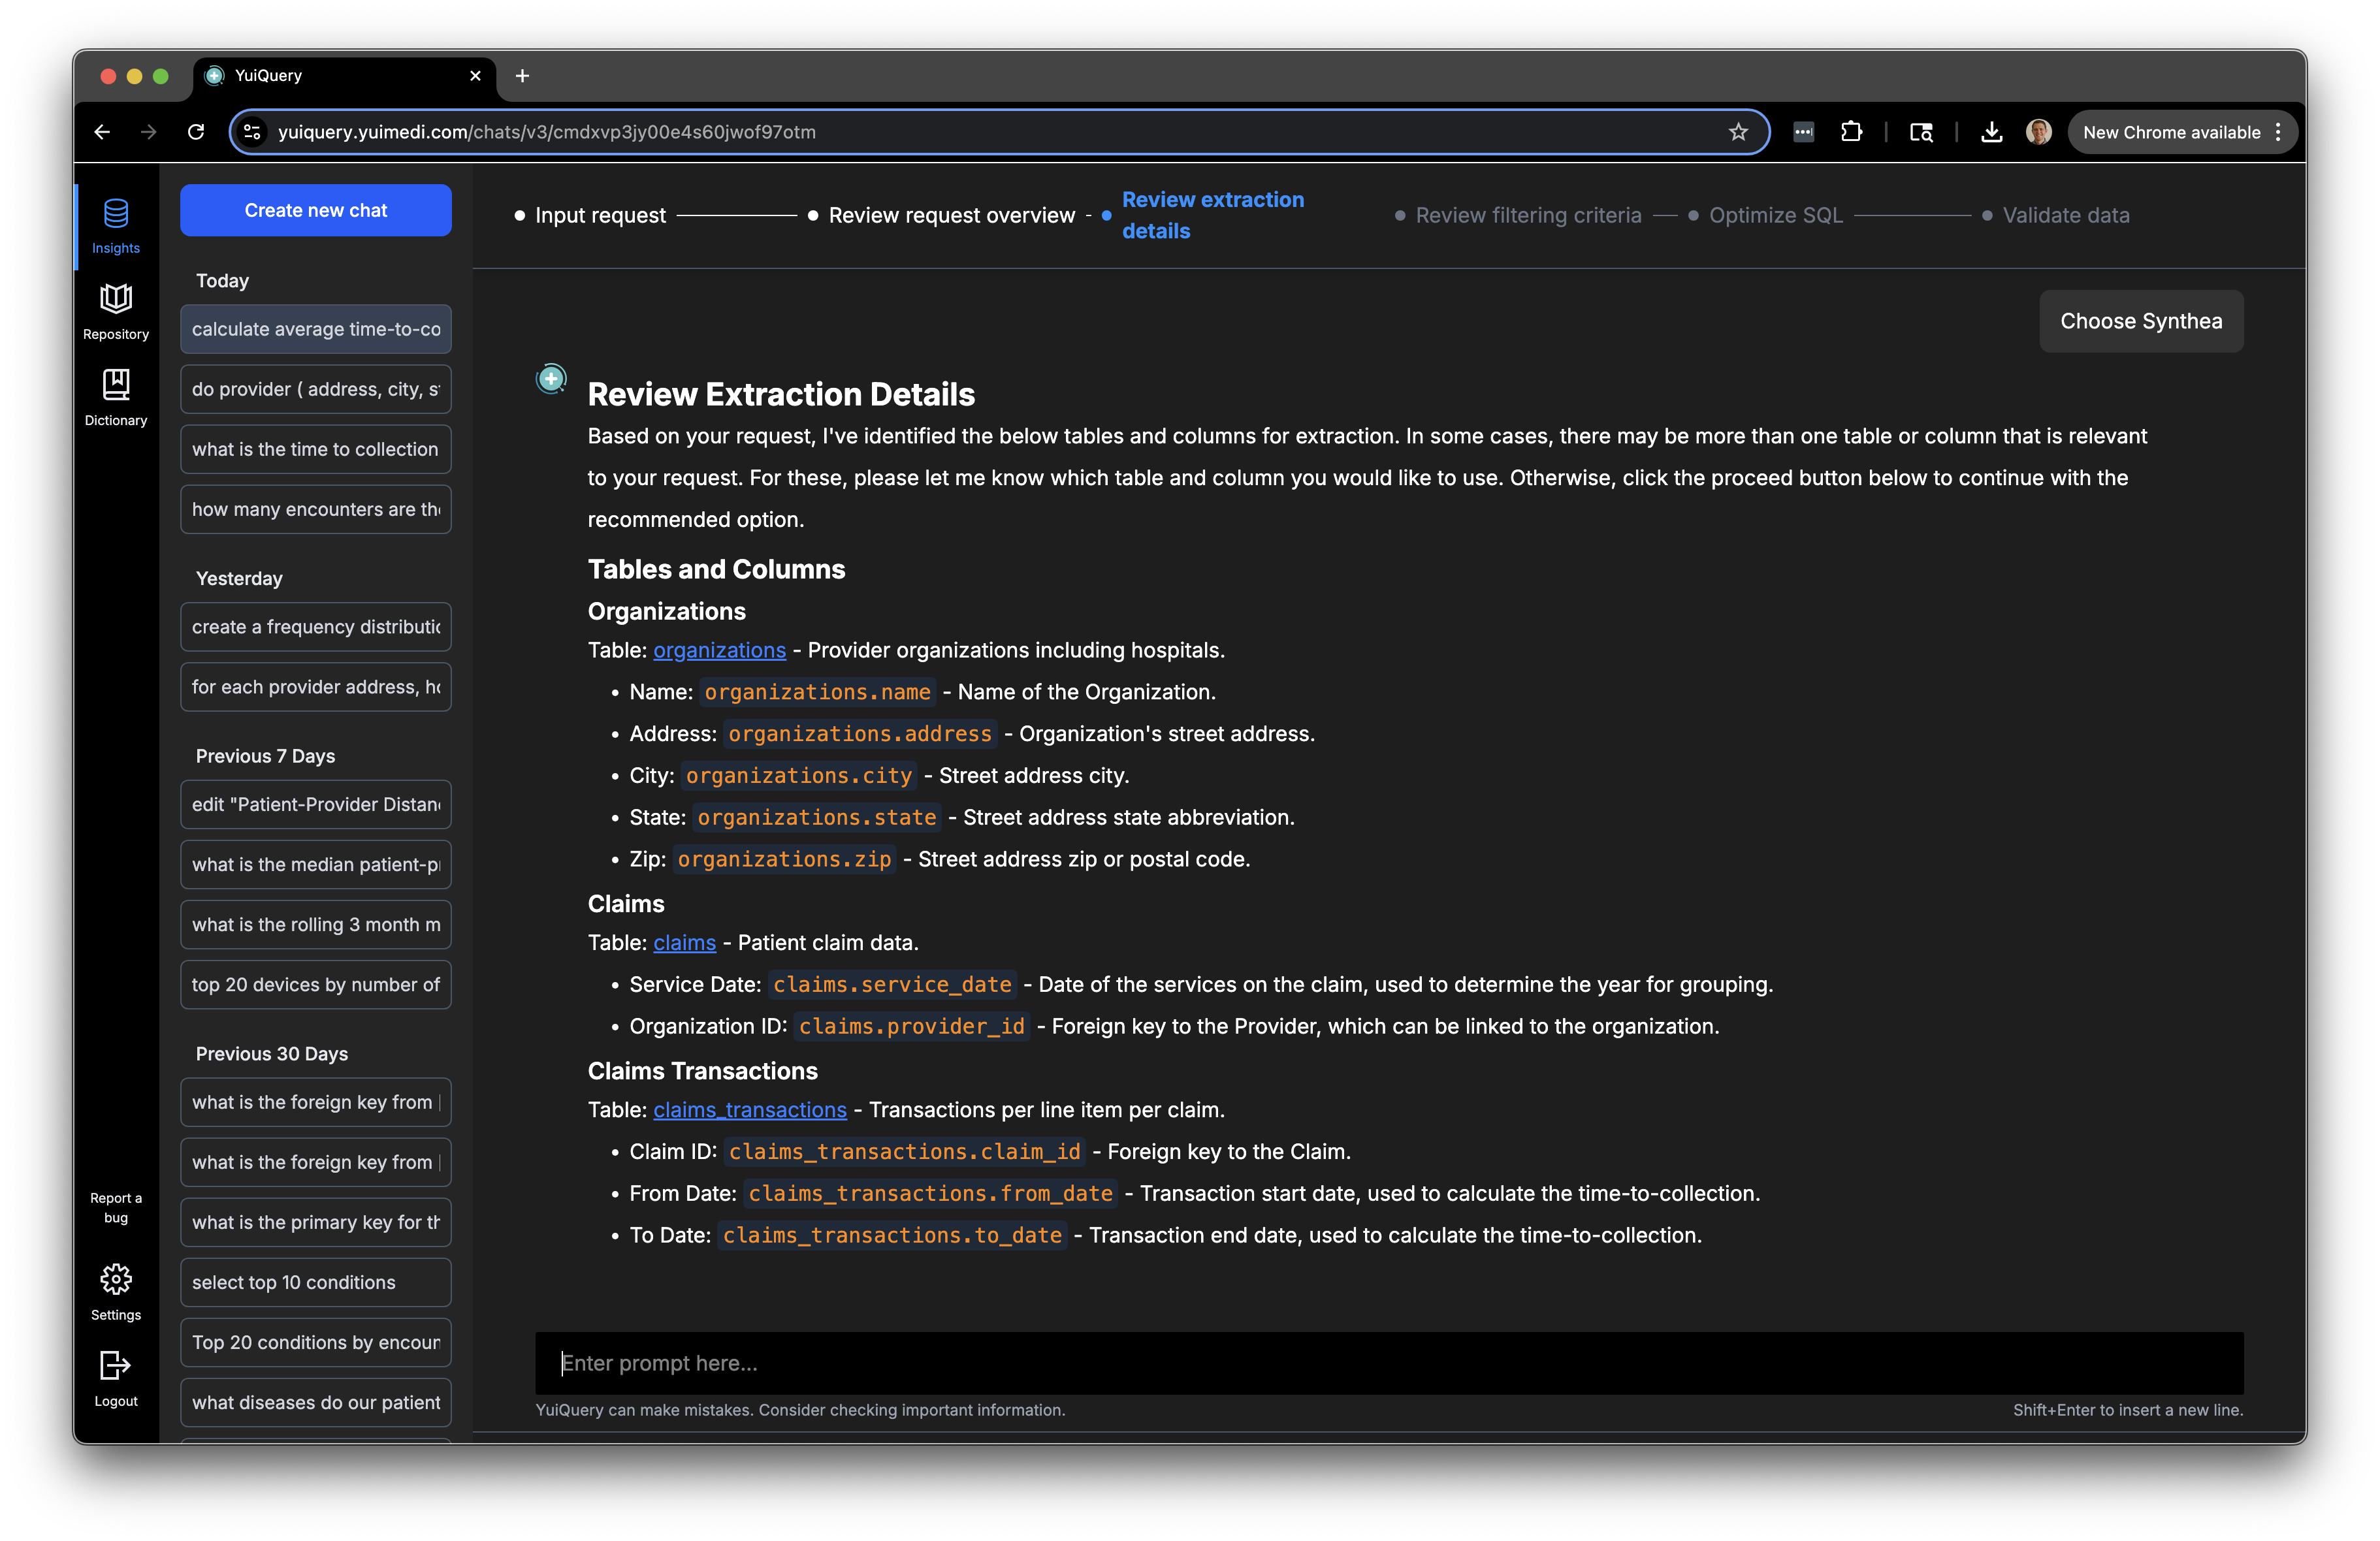 YuiQuery
yuiquery.yuimedi.com/chats/v3/cmdxvp3jy00e4s60jwof97otm
New Chrome available
Insights
Repository
Dictionary
Report a
bug
Settings
Logout
Create new chat
Today
calculate average time-to-co
do provider ( address, city, s
what is the time to collection
how many encounters are the
Yesterday
create a frequency distributio
for each provider address, ho
Previous 7 Days
edit "Patient-Provider Distan
what is the median patient-p
what is the rolling 3 month m
top 20 devices by number of
Previous 30 Days
what is the foreign key from
what is the foreign key from
what is the primary key for th
select top 10 conditions
Top 20 conditions by encoun
what diseases do our patient
Input request
Review request overview
Review extraction
details
Review filtering criteria
Optimize SQL
Validate data
Choose Synthea
Review Extraction Details
Based on your request, I've identified the below tables and columns for extraction. In some cases, there may be more than one table or column that is relevant
to your request. For these, please let me know which table and column you would like to use. Otherwise, click the proceed button below to continue with the
recommended option.
Tables and Columns
Organizations
Table: organizations - Provider organizations including hospitals.
• Name: organizations.name - Name of the Organization.
• Address: organizations.address - Organization's street address.
• City: organizations.city - Street address city.
• State: organizations.state - Street address state abbreviation.
• Zip: organizations.zip - Street address zip or postal code.
Claims
Table: claims - Patient claim data.
• Service Date: claims.service_date - Date of the services on the claim, used to determine the year for grouping.
• Organization ID: claims.provider_id - Foreign key to the Provider, which can be linked to the organization.
Claims Transactions
Table: claims_transactions - Transactions per line item per claim.
• Claim ID: claims_transactions.claim_id - Foreign key to the Claim.
• From Date: claims_transactions.from_date - Transaction start date, used to calculate the time-to-collection.
• To Date: claims_transactions.to_date - Transaction end date, used to calculate the time-to-collection.
Enter prompt here...
YuiQuery can make mistakes. Consider checking important information.
Shift+Enter to insert a new line.